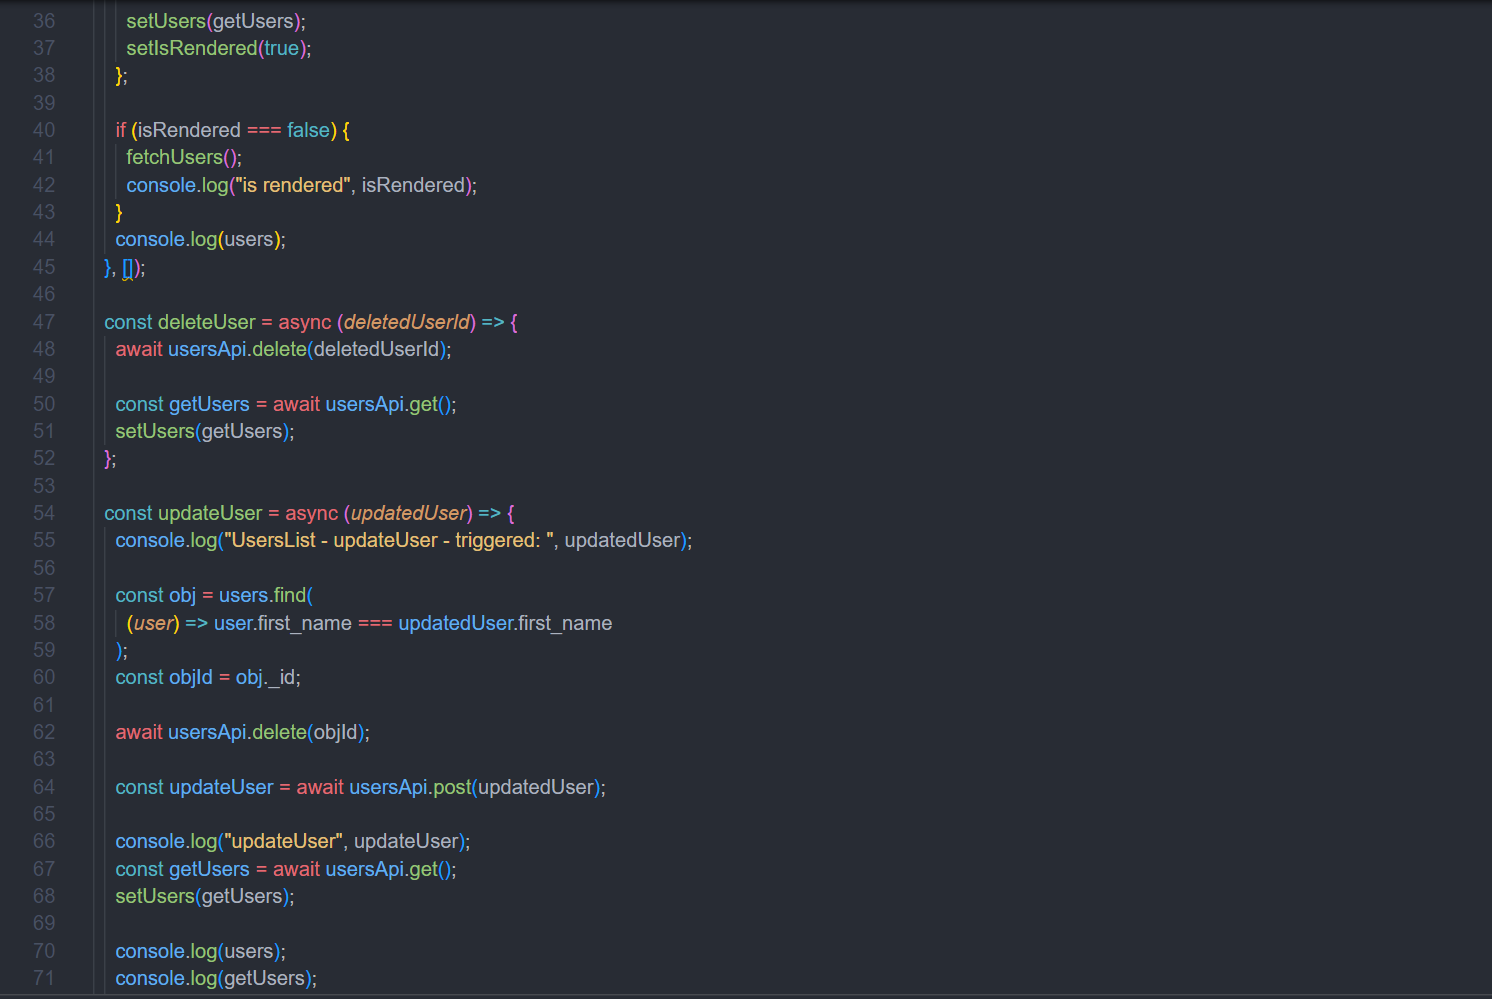 36 setUsers(getUsers);
37 setIsRendered(true);
38 };
39
40 if (isRendered === false) {
41 fetchUsers();
42 console.log("is rendered", isRendered);
43 }
44 console.log(users);
45 }, []);
46
47 const deleteUser = async (deletedUserId) => {
48 await usersApi.delete(deletedUserId);
49
50 const getUsers = await usersApi.get();
51 setUsers(getUsers);
52 };
53
54 const updateUser = async (updatedUser) => {
55 console.log("UsersList - updateUser - triggered: ", updatedUser);
56
57 const obj = users.find(
58 (user) => user.first_name === updatedUser.first_name
59 );
60 const objId = obj._id;
61
62 await usersApi.delete(objId);
63
64 const updateUser = await usersApi.post(updatedUser);
65
66 console.log("updateUser", updateUser);
67 const getUsers = await usersApi.get();
68 setUsers(getUsers);
69
70 console.log(users);
71 console.log(getUsers);